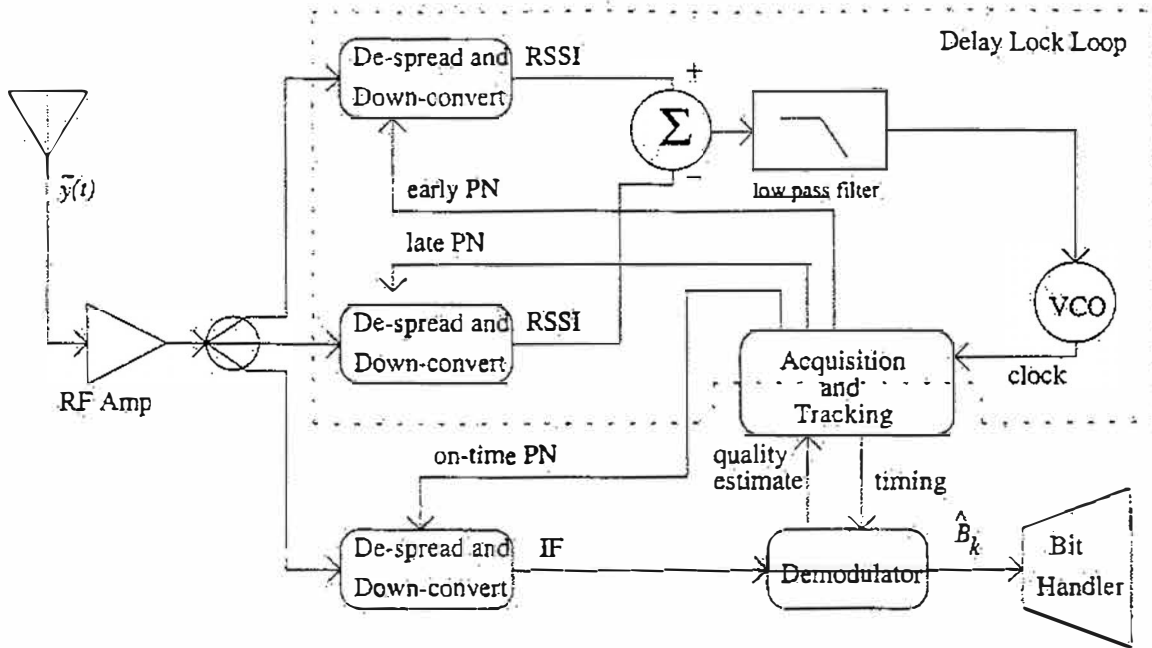 Delay Lock Loop
De-spread and
Down-convert
RSSI
+
Σ
−
low pass filter
ỹ(t)
early PN
late PN
De-spread and
Down-convert
RSSI
VCO
RF Amp
Acquisition
and
Tracking
clock
on-time PN
quality
estimate
timing
De-spread and
Down-convert
IF
Demodulator
B̂k
Bit
Handler